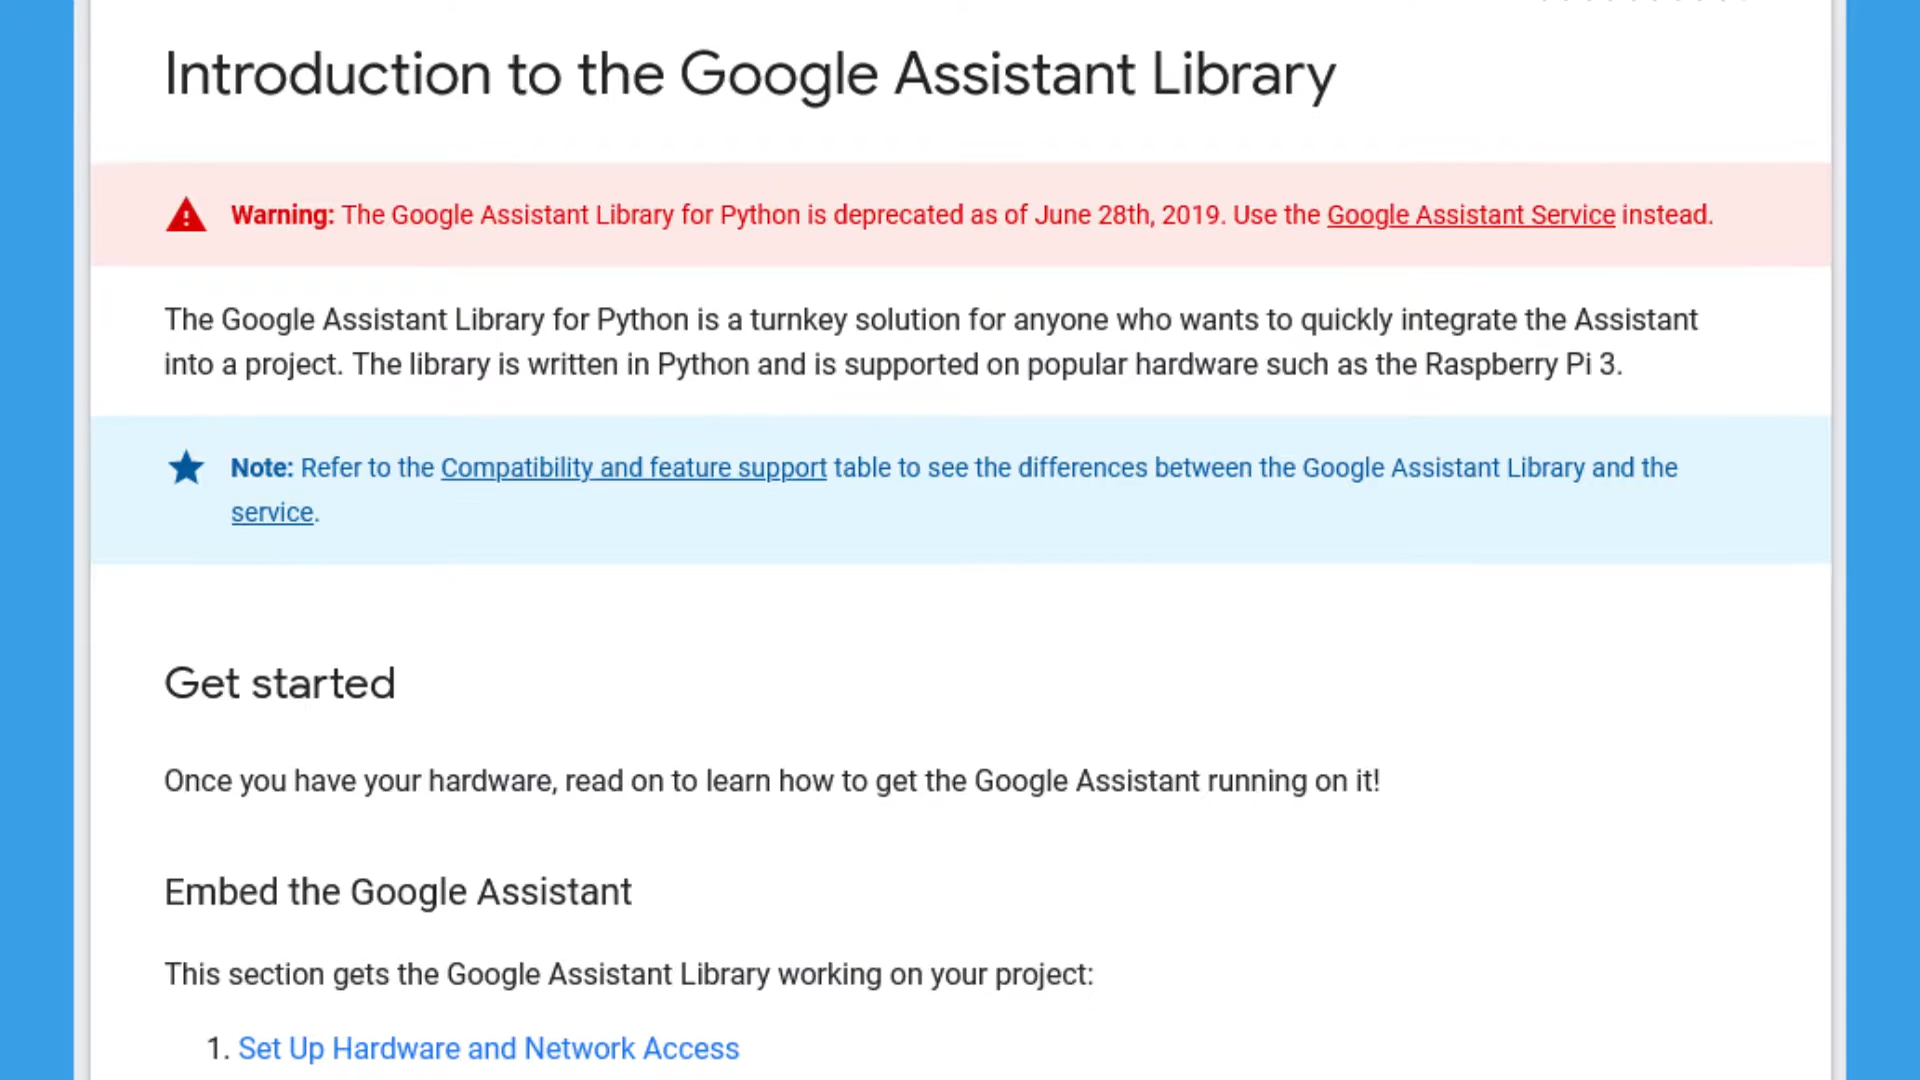 Introduction to the Google Assistant Library
Warning: The Google Assistant Library for Python is deprecated as of June 28th, 2019. Use the Google Assistant Service instead.
The Google Assistant Library for Python is a turnkey solution for anyone who wants to quickly integrate the Assistant
into a project. The library is written in Python and is supported on popular hardware such as the Raspberry Pi 3.
Note: Refer to the Compatibility and feature support table to see the differences between the Google Assistant Library and the
service.
Get started
Once you have your hardware, read on to learn how to get the Google Assistant running on it!
Embed the Google Assistant
This section gets the Google Assistant Library working on your project:
1. Set Up Hardware and Network Access